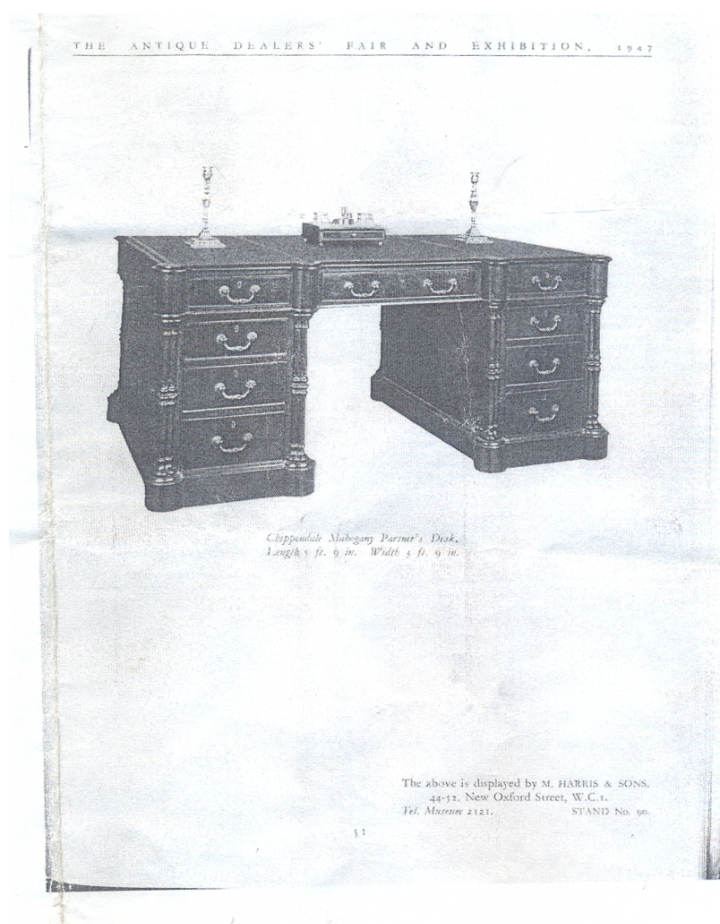 THE ANTIQUE DEALERS' FAIR AND EXHIBITION, 1947
Chippendale Mahogany Partner's Desk.
Length 5 ft. 9 in. Width 3 ft. 9 in.
The above is displayed by M. HARRIS & SONS,
44-52, New Oxford Street, W.C.1.
Tel. Museum 2121. STAND No. 90.
51